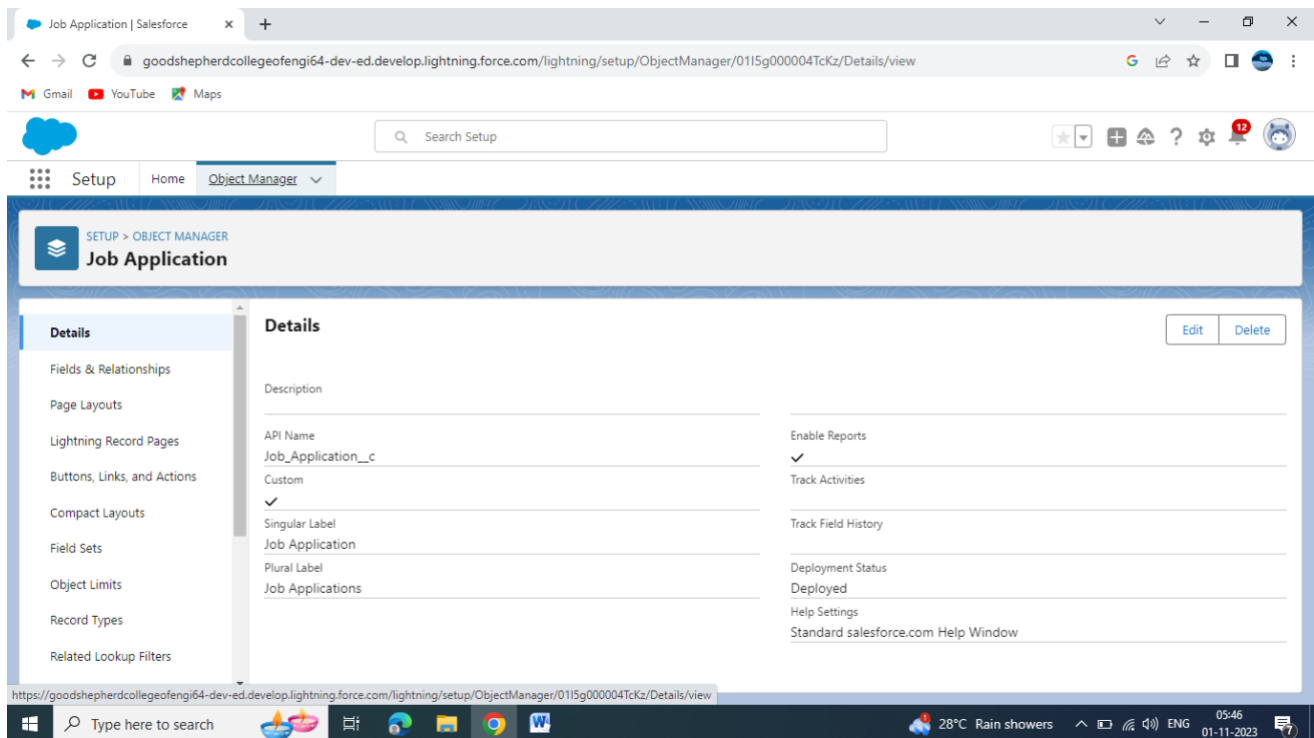 Job Application | Salesforce
goodshepherdcollegeofengi64-dev-ed.develop.lightning.force.com/lightning/setup/ObjectManager/01I5g000004TcKz/Details/view
Gmail YouTube Maps
Search Setup
12
Setup Home Object Manager
SETUP > OBJECT MANAGER
Job Application
Details
Fields & Relationships
Page Layouts
Lightning Record Pages
Buttons, Links, and Actions
Compact Layouts
Field Sets
Object Limits
Record Types
Related Lookup Filters
Details
Edit Delete
Description
API Name
Job_Application__c
Custom
Singular Label
Job Application
Plural Label
Job Applications
Enable Reports
Track Activities
Track Field History
Deployment Status
Deployed
Help Settings
Standard salesforce.com Help Window
https://goodshepherdcollegeofengi64-dev-ed.develop.lightning.force.com/lightning/setup/ObjectManager/01I5g000004TcKz/Details/view
Type here to search
28°C Rain showers
ENG
05:46
01-11-2023